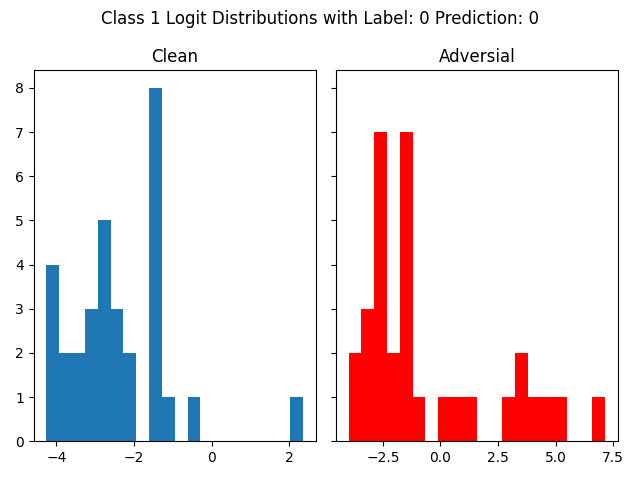 Class 1 Logit Distributions with Label: 0 Prediction: 0
Clean
Adversial
8
7
6
5
4
3
2
1
0
−4 −2 0 2
−2.5 0.0 2.5 5.0 7.5